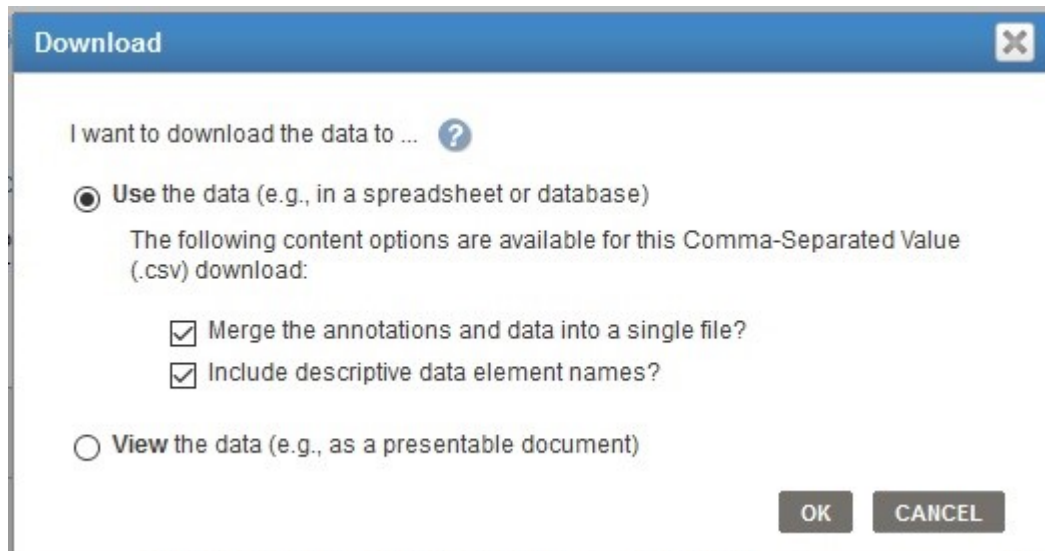 Download
I want to download the data to ... ?
Use the data (e.g., in a spreadsheet or database)
The following content options are available for this Comma-Separated Value
(.csv) download:
Merge the annotations and data into a single file?
Include descriptive data element names?
View the data (e.g., as a presentable document)
OK CANCEL